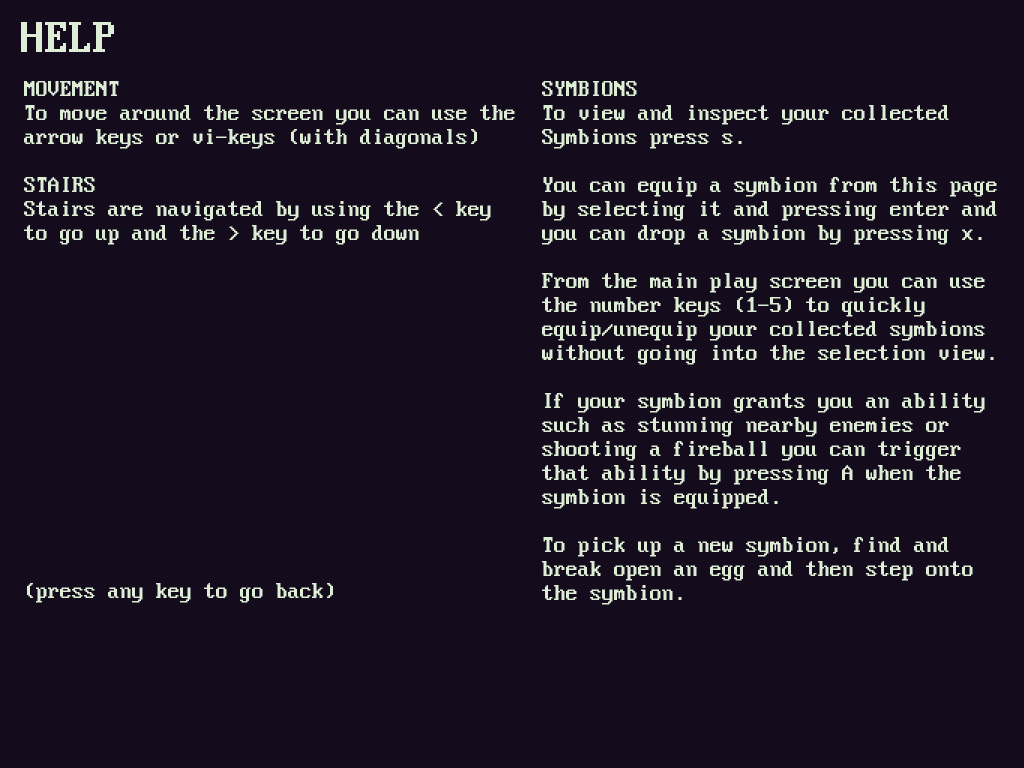 HELP
MOVEMENT
To move around the screen you can use the
arrow keys or vi-keys (with diagonals)
STAIRS
Stairs are navigated by using the < key
to go up and the > key to go down
(press any key to go back)
SYMBIONS
To view and inspect your collected
Symbions press s.
You can equip a symbion from this page
by selecting it and pressing enter and
you can drop a symbion by pressing x.
From the main play screen you can use
the number keys (1-5) to quickly
equip/unequip your collected symbions
without going into the selection view.
If your symbion grants you an ability
such as stunning nearby enemies or
shooting a fireball you can trigger
that ability by pressing A when the
symbion is equipped.
To pick up a new symbion, find and
break open an egg and then step onto
the symbion.